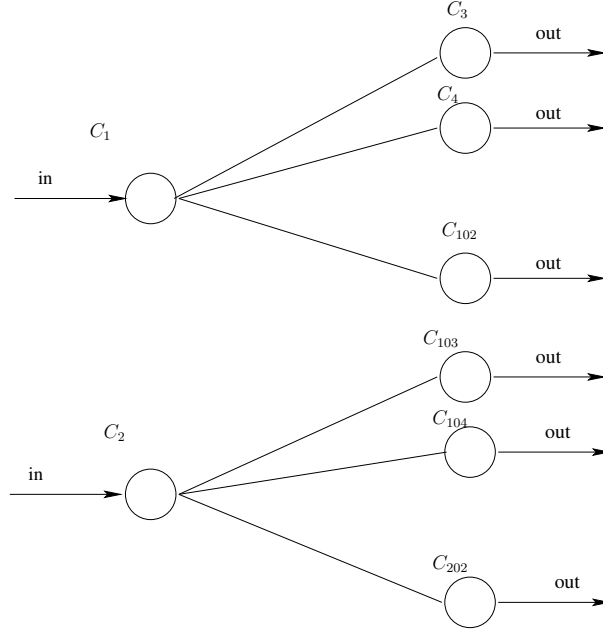 C₃
out
C₄
out
C₁
in
C₁₀₂
out
C₁₀₃
out
C₁₀₄
out
C₂
in
C₂₀₂
out